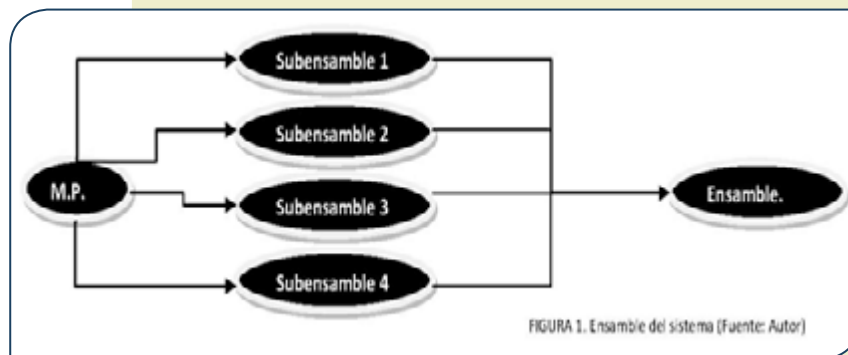 Subensamble 1
Subensamble 2
M.P.
Subensamble 3
Ensamble.
Subensamble 4
FIGURA 1. Ensamble del sistema (Fuente: Autor)